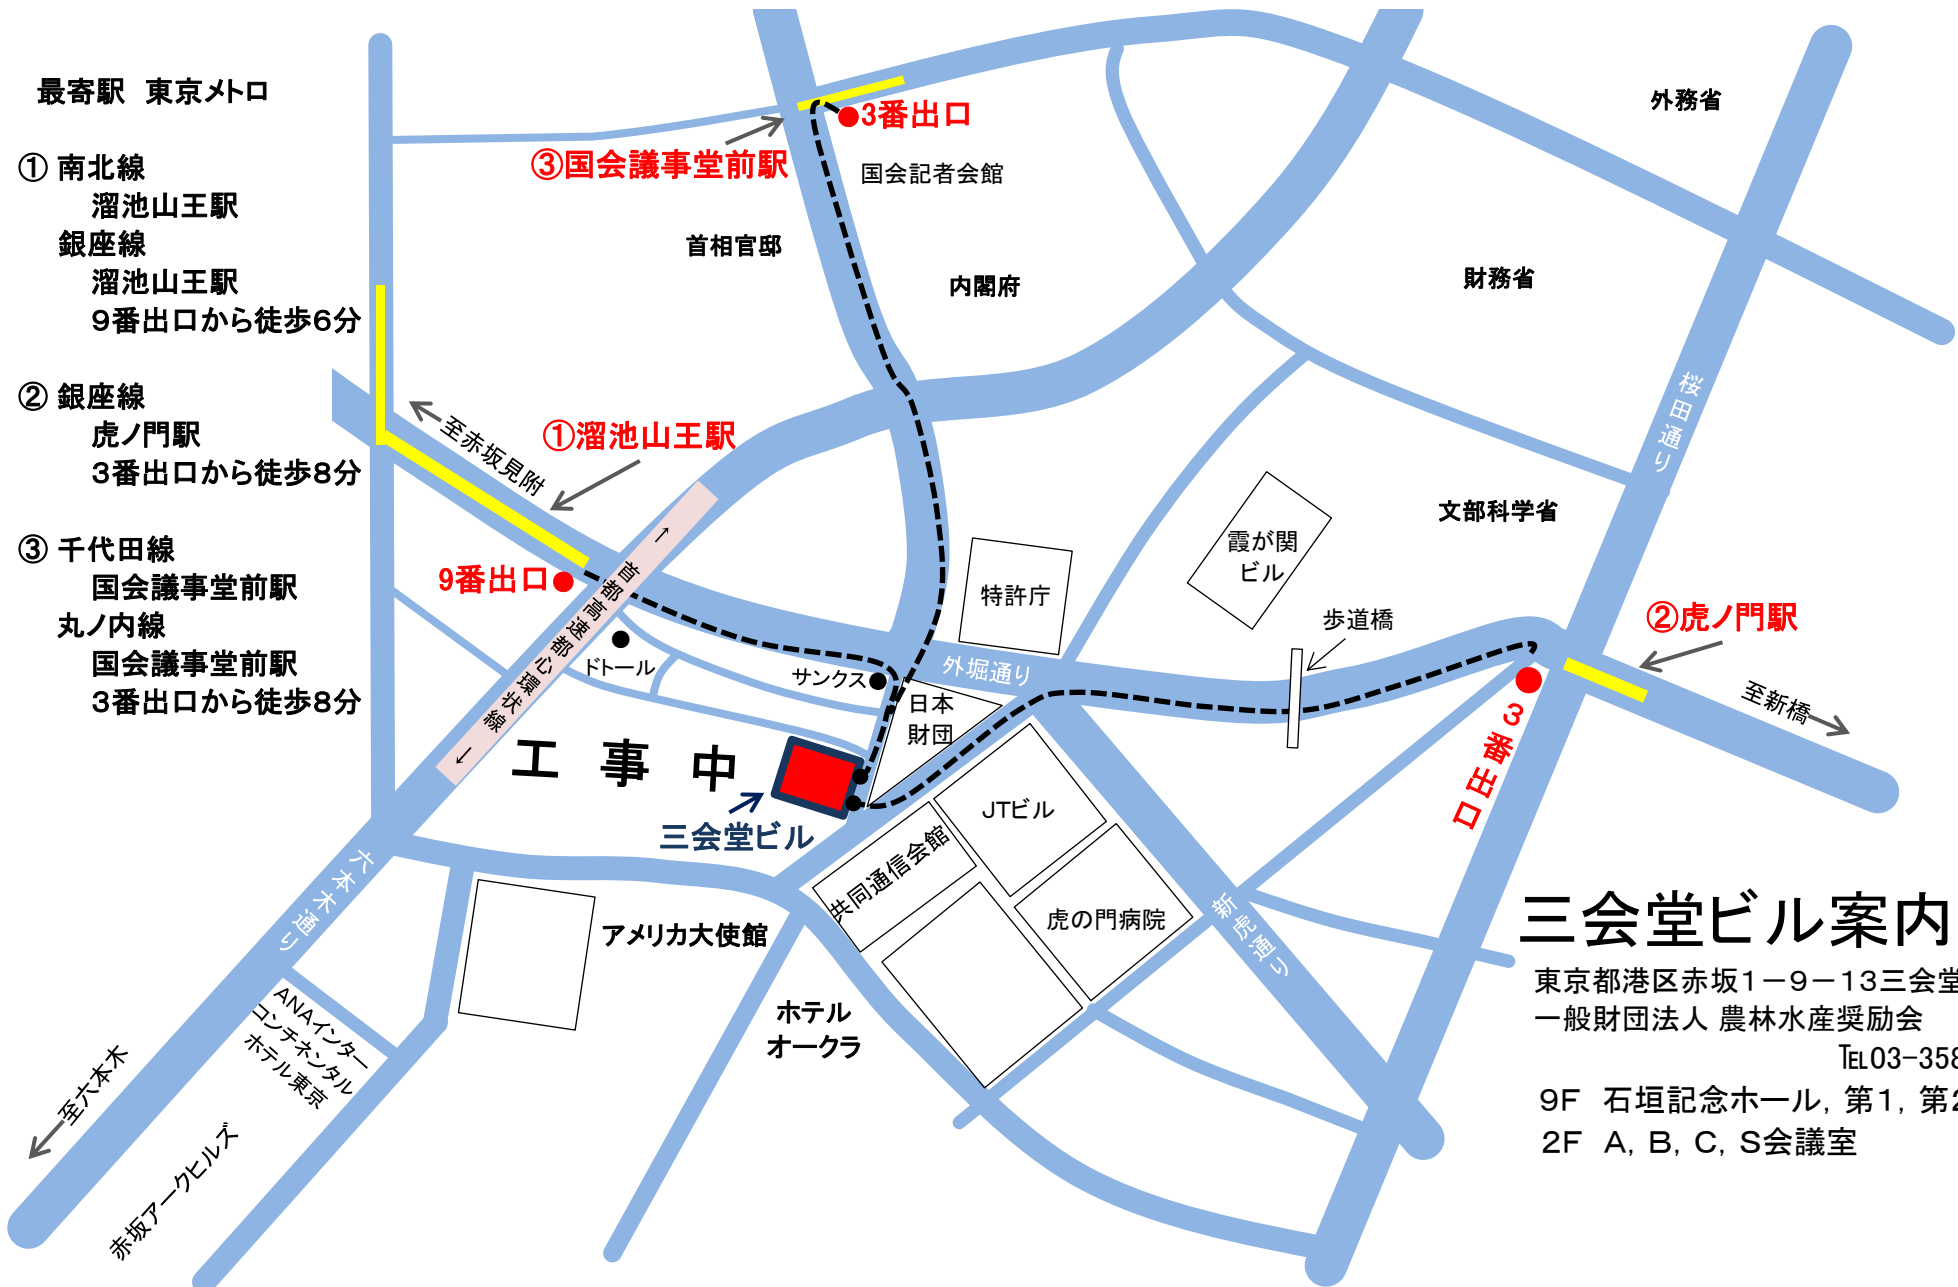 最寄駅 東京メトロ
① 南北線
溜池山王駅
銀座線
溜池山王駅
9番出口から徒歩6分
② 銀座線
虎ノ門駅
3番出口から徒歩8分
③ 千代田線
国会議事堂前駅
丸ノ内線
国会議事堂前駅
3番出口から徒歩8分
3番出口
③国会議事堂前駅
国会記者会館
首相官邸
内閣府
外務省
財務省
桜田通り
至赤坂見附
①溜池山王駅
文部科学省
霞が関
ビル
特許庁
歩道橋
②虎ノ門駅
至新橋
9番出口
← 首都高速都心環状線 →
ドトール
サンクス
外堀通り
日本
財団
3番出口
工事中
三会堂ビル
JTビル
共同通信会館
虎の門病院
新虎通り
六本木通り
アメリカ大使館
ホテル
オークラ
ANAインター
コンチネンタル
ホテル東京
至六本木
赤坂アークヒルズ
三会堂ビル案内
東京都港区赤坂1-9-13三会堂
一般財団法人 農林水産奨励会
℡03-358
9F 石垣記念ホール, 第1, 第2
2F A, B, C, S会議室